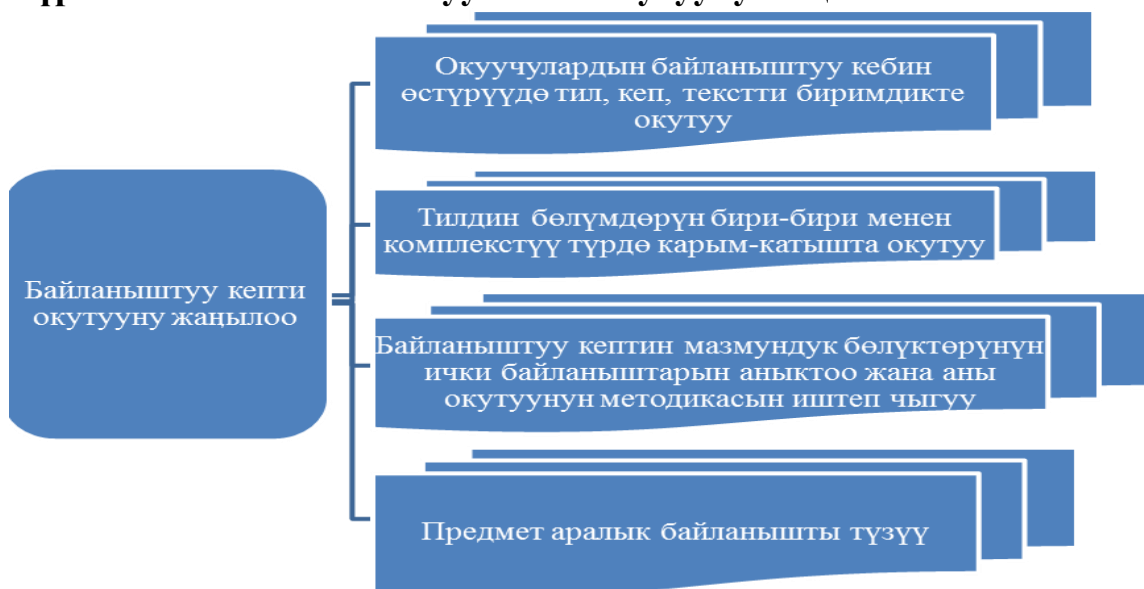 Байланыштуу кепти
окутууну жаңылоо
Окуучулардын байланыштуу кебин
өстүрүүдө тил, кеп, текстти биримдикте
окутуу
Тилдин бөлүмдөрүн бири-бири менен
комплекстүү түрдө карым-катышта окутуу
Байланыштуу кептин мазмундук бөлүктөрүнүн
ички байланыштарын аныктоо жана аны
окутуунун методикасын иштеп чыгуу
Предмет аралык байланышты түзүү